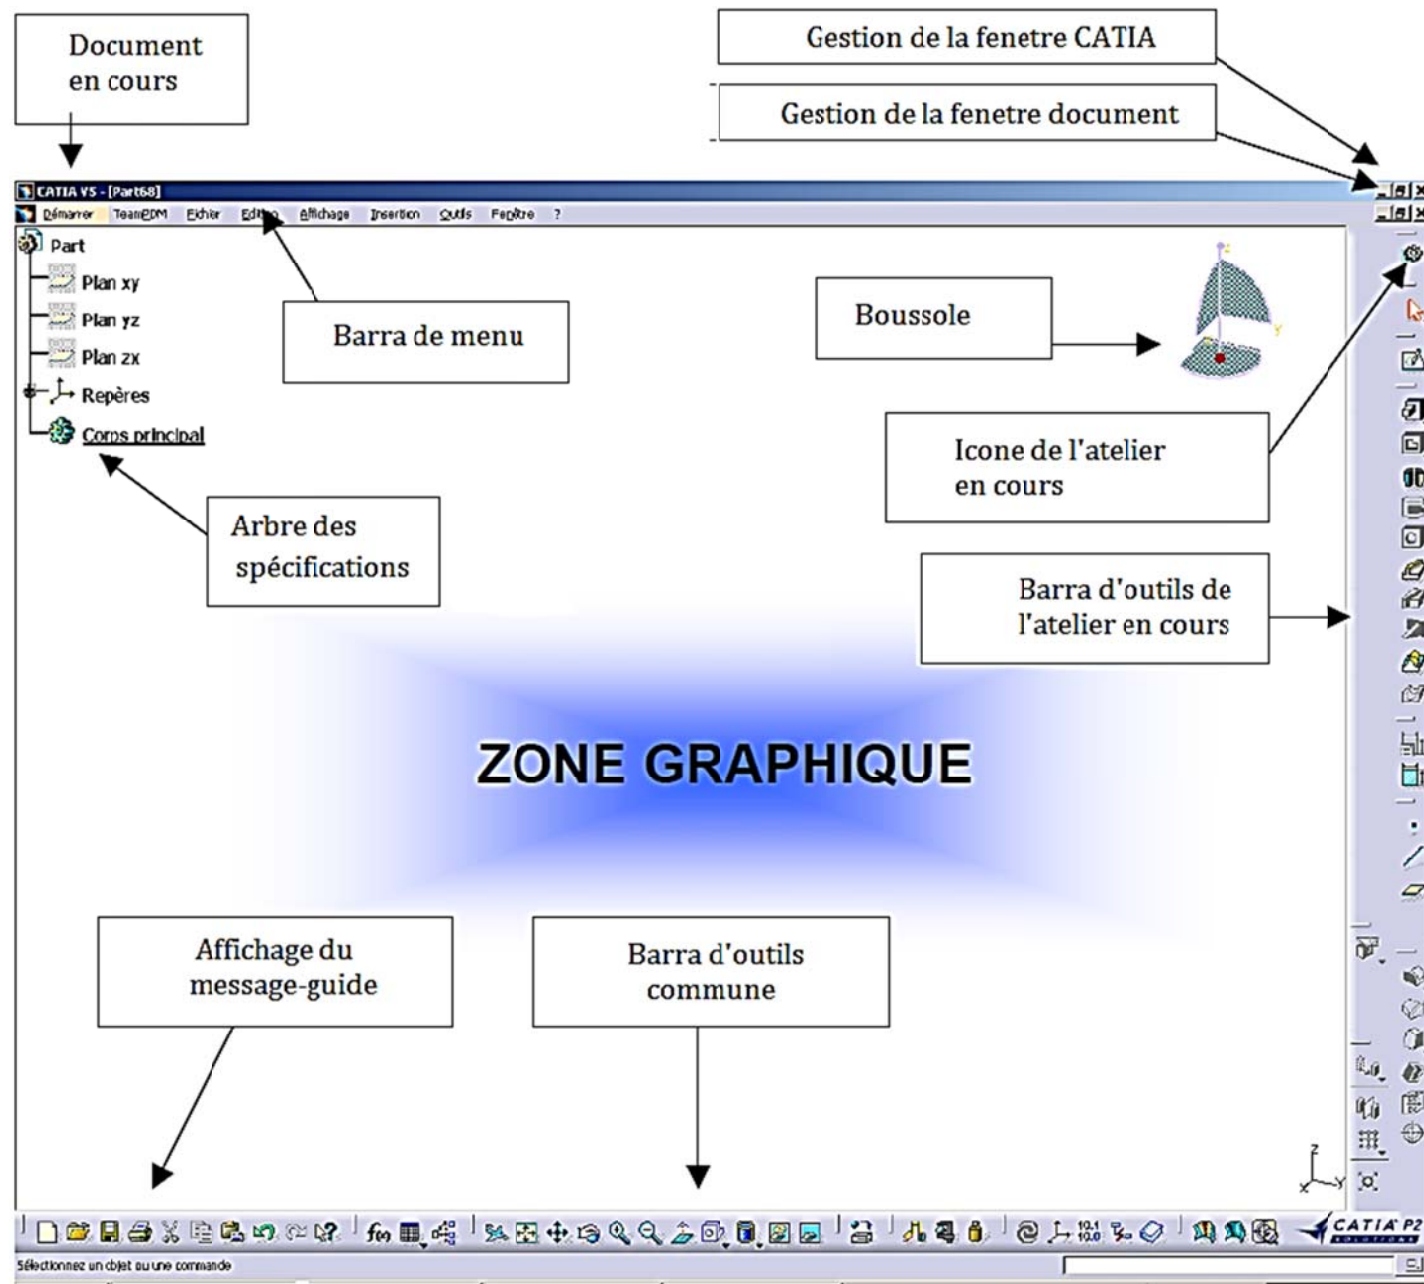 Document
en cours
Gestion de la fenetre CATIA
Gestion de la fenetre document
CATIA V5 - [Part68]
Démarrer TeamPDM Fichier Edition Affichage Insertion Outils Fenêtre ?
Part
Plan xy
Plan yz
Plan zx
Repères
Corps principal
Barra de menu
Boussole
Icone de l'atelier
en cours
Arbre des
spécifications
Barra d'outils de
l'atelier en cours
ZONE GRAPHIQUE
Affichage du
message-guide
Barra d'outils
commune
z
x y
CATIA P2
SOLUTIONS
Sélectionnez un objet ou une commande